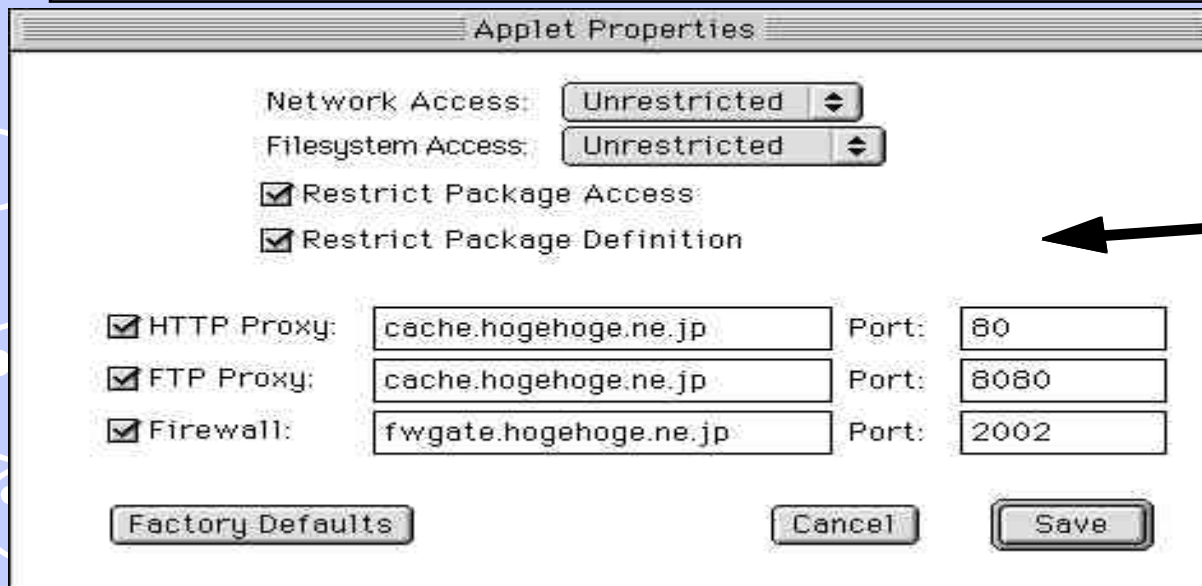 Applet Properties
Network Access: Unrestricted
Filesystem Access: Unrestricted
Restrict Package Access
Restrict Package Definition
HTTP Proxy: cache.hogehoge.ne.jp Port: 80
FTP Proxy: cache.hogehoge.ne.jp Port: 8080
Firewall: fwgate.hogehoge.ne.jp Port: 2002
Factory Defaults Cancel Save